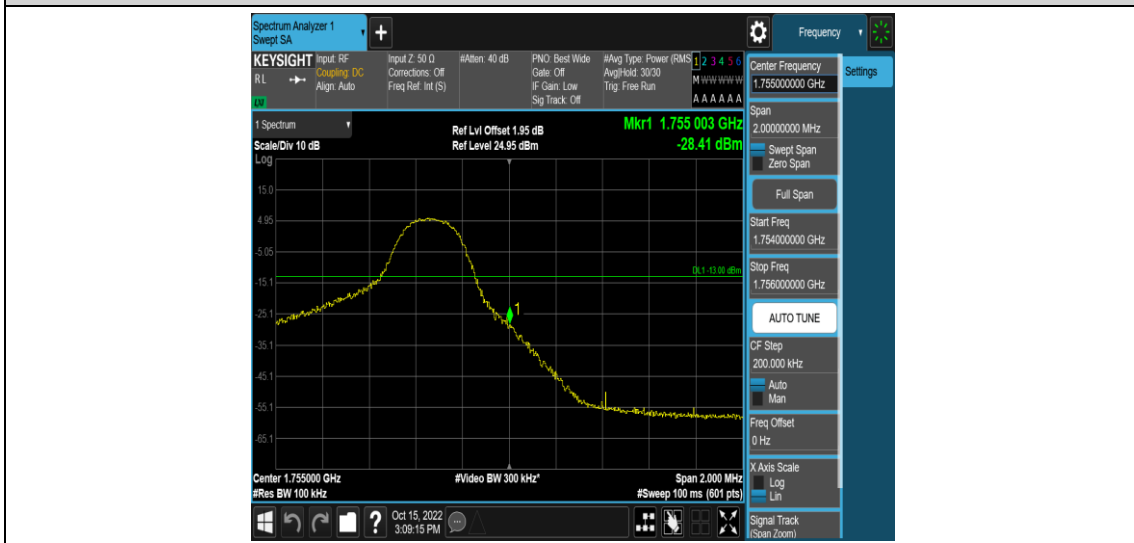 Spectrum Analyzer 1
Swept SA
+
Frequency
KEYSIGHT
RL
LXI
Input: RF
Coupling: DC
Align: Auto
Input Z: 50 Ω
Corrections: Off
Freq Ref: Int (S)
#Atten: 40 dB
PNO: Best Wide
Gate: Off
IF Gain: Low
Sig Track: Off
#Avg Type: Power (RMS
Avg|Hold: 30/30
Trig: Free Run
1 2 3 4 5 6
M W W W W W
A A A A A A
1 Spectrum
Scale/Div 10 dB
Log
Ref Lvl Offset 1.95 dB
Ref Level 24.95 dBm
Mkr1 1.755 003 GHz
-28.41 dBm
15.0
4.95
-5.05
-15.1
-25.1
-35.1
-45.1
-55.1
-65.1
DL1 -13.00 dBm
1
Center 1.755000 GHz
#Res BW 100 kHz
#Video BW 300 kHz*
Span 2.000 MHz
#Sweep 100 ms (601 pts)
Oct 15, 2022
3:09:15 PM
?
Center Frequency
1.755000000 GHz
Settings
Span
2.00000000 MHz
Swept Span
Zero Span
Full Span
Start Freq
1.754000000 GHz
Stop Freq
1.756000000 GHz
AUTO TUNE
CF Step
200.000 kHz
Auto
Man
Freq Offset
0 Hz
X Axis Scale
Log
Lin
Signal Track
(Span Zoom)